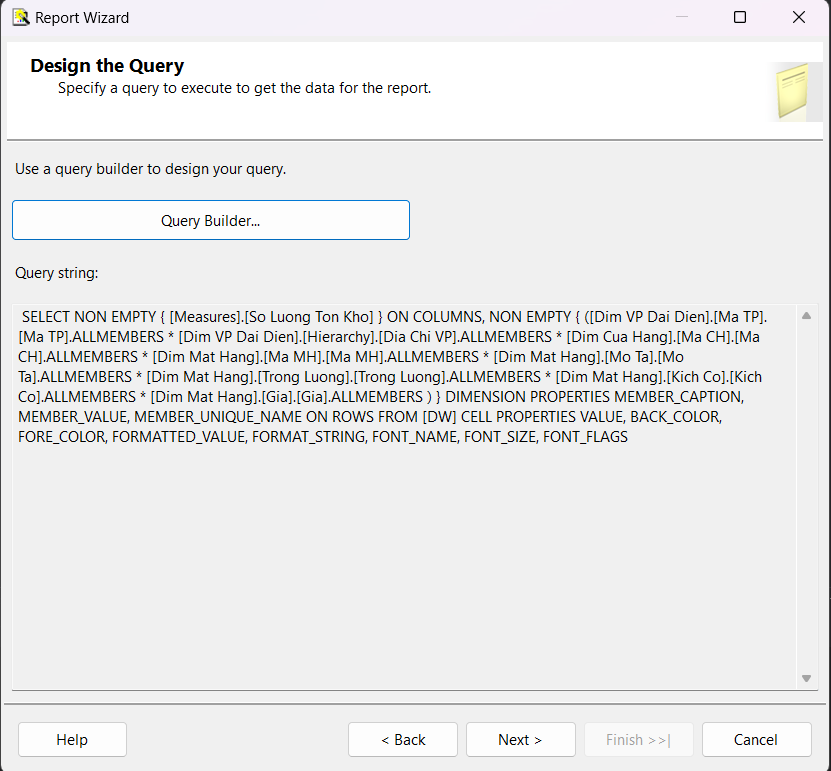 Report Wizard
Design the Query
Specify a query to execute to get the data for the report.
Use a query builder to design your query.
Query Builder...
Query string:
SELECT NON EMPTY { [Measures].[So Luong Ton Kho] } ON COLUMNS, NON EMPTY { ([Dim VP Dai Dien].[Ma TP].
[Ma TP].ALLMEMBERS * [Dim VP Dai Dien].[Hierarchy].[Dia Chi VP].ALLMEMBERS * [Dim Cua Hang].[Ma CH].[Ma
CH].ALLMEMBERS * [Dim Mat Hang].[Ma MH].[Ma MH].ALLMEMBERS * [Dim Mat Hang].[Mo Ta].[Mo
Ta].ALLMEMBERS * [Dim Mat Hang].[Trong Luong].[Trong Luong].ALLMEMBERS * [Dim Mat Hang].[Kich Co].[Kich
Co].ALLMEMBERS * [Dim Mat Hang].[Gia].[Gia].ALLMEMBERS ) } DIMENSION PROPERTIES MEMBER_CAPTION,
MEMBER_VALUE, MEMBER_UNIQUE_NAME ON ROWS FROM [DW] CELL PROPERTIES VALUE, BACK_COLOR,
FORE_COLOR, FORMATTED_VALUE, FORMAT_STRING, FONT_NAME, FONT_SIZE, FONT_FLAGS
Help
< Back
Next >
Finish >>|
Cancel